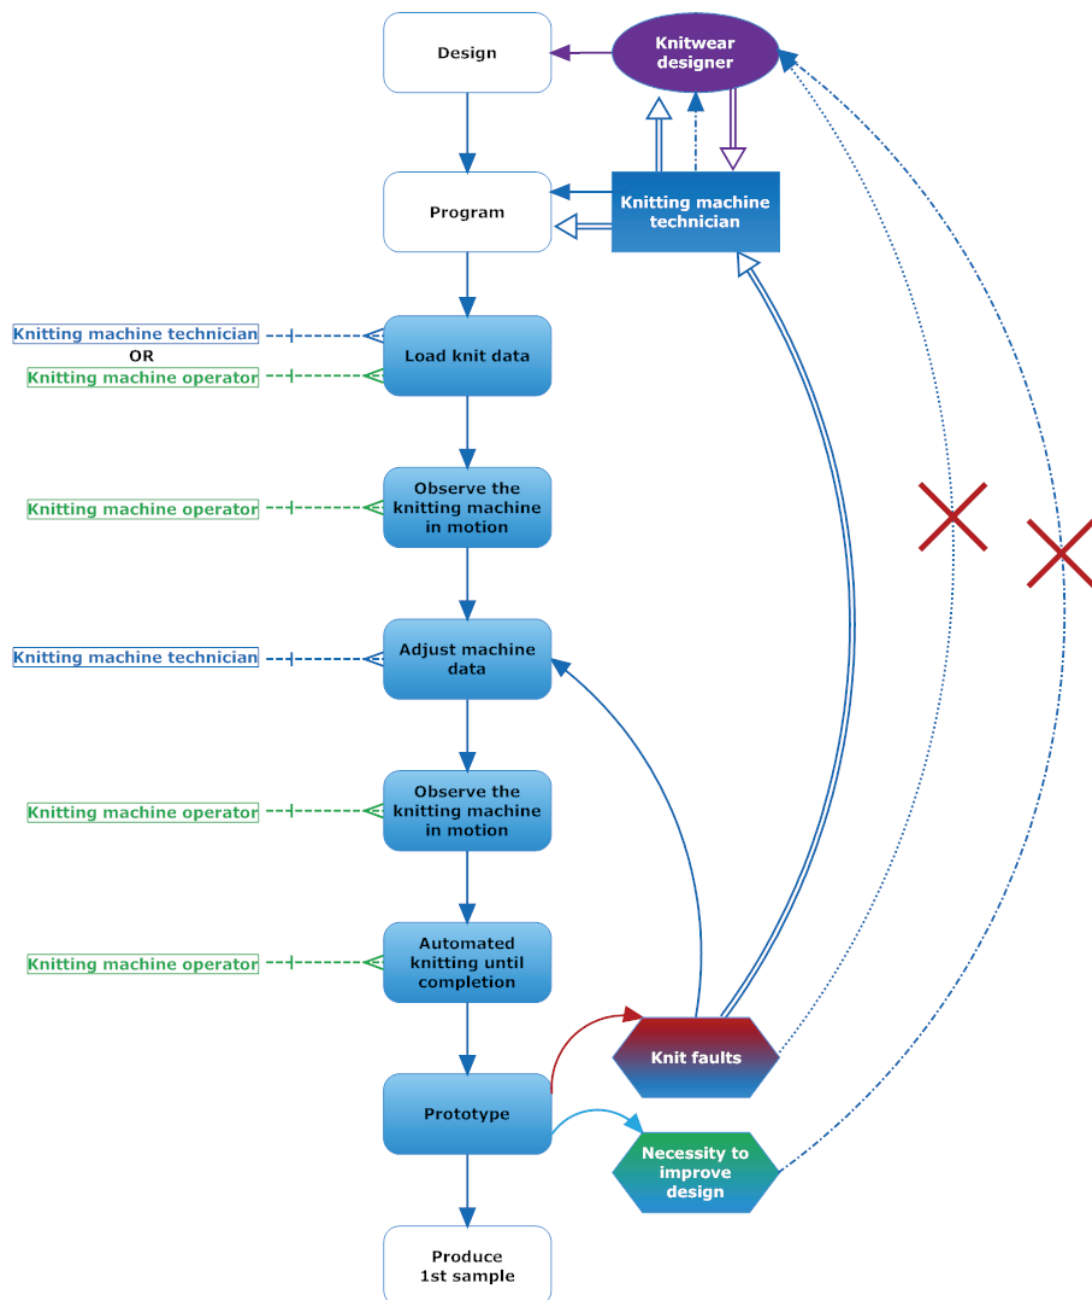 Design
Knitwear
designer
Program
Knitting machine
technician
Knitting machine technician
OR
Knitting machine operator
Load knit data
Knitting machine operator
Observe the
knitting machine
in motion
Knitting machine technician
Adjust machine
data
Knitting machine operator
Observe the
knitting machine
in motion
Knitting machine operator
Automated
knitting until
completion
Knit faults
Prototype
Necessity to
improve
design
Produce
1st sample